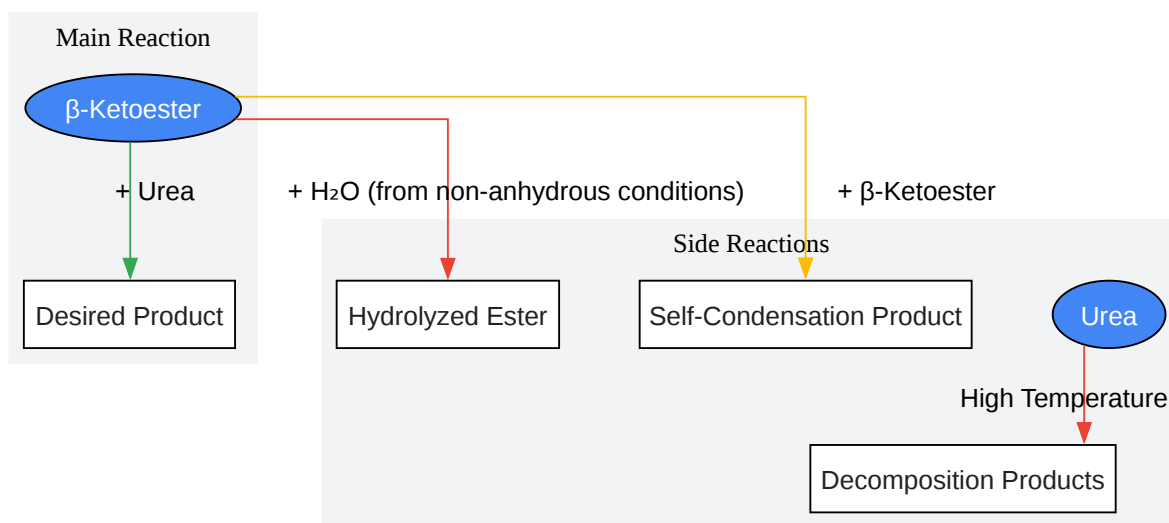 Main Reaction
β-Ketoester
+ Urea
+ H₂O (from non-anhydrous conditions)
+ β-Ketoester
Side Reactions
Desired Product
Hydrolyzed Ester
Self-Condensation Product
Urea
High Temperature
Decomposition Products